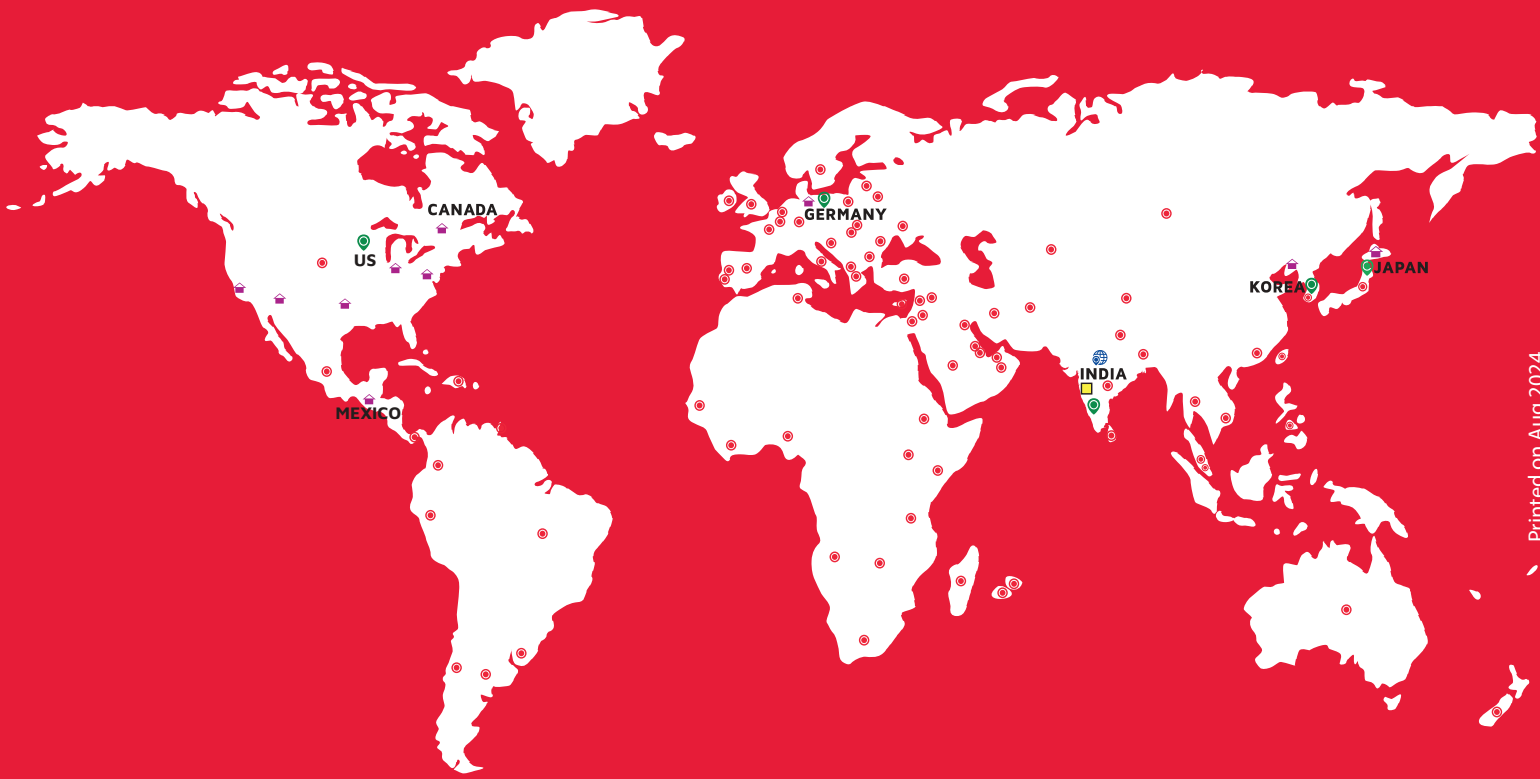 CANADA
GERMANY
US
JAPAN
KOREA
INDIA
MEXICO
Printed on Aug 2024